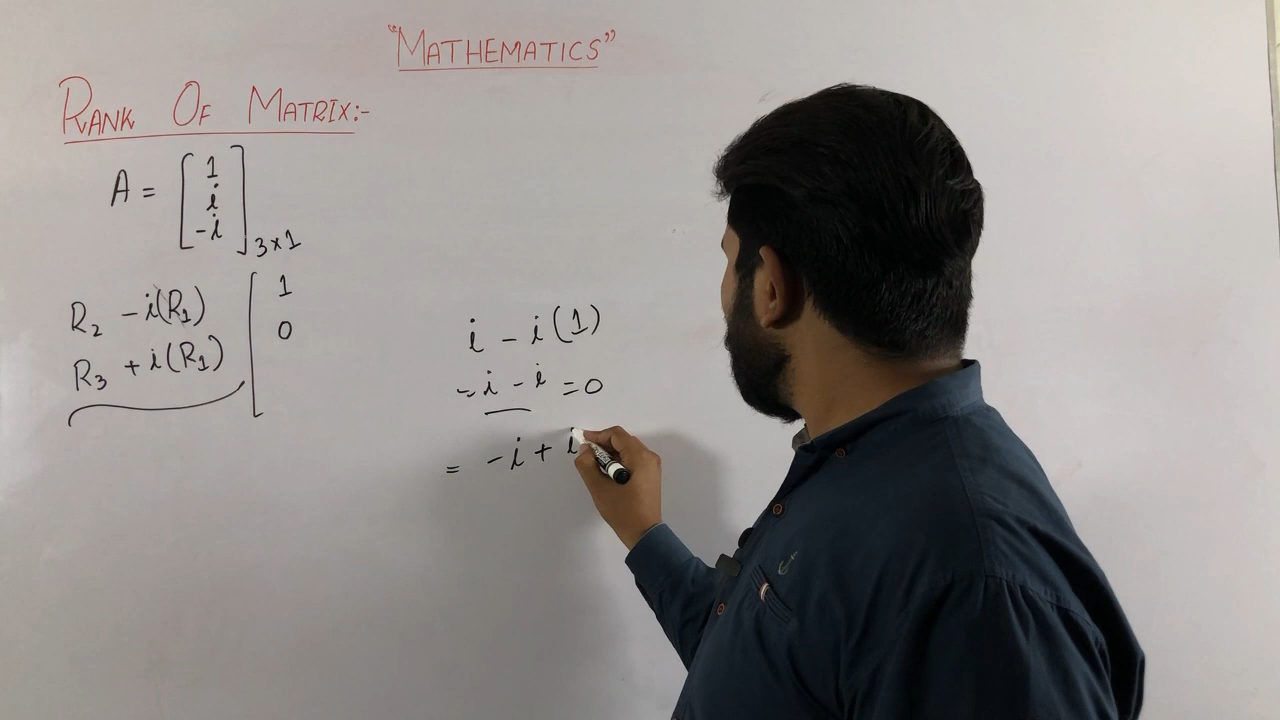 "MATHEMATICS"
RANK OF MATRIX:-
A = [ 1
i
-i ] 3×1
R₂ - i(R₁) [ 1
0
R₃ + i(R₁)
i - i(1)
= i - i = 0
= -i + i